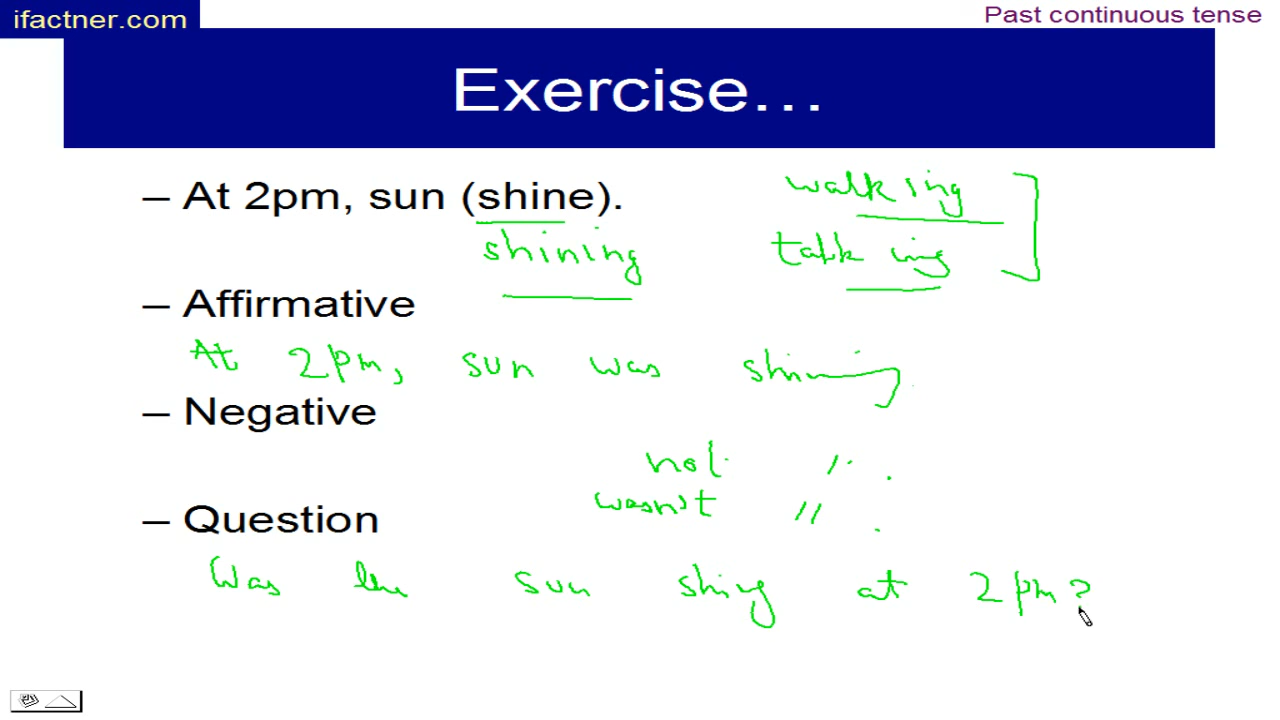 ifactner.com
Past continuous tense
Exercise...
– At 2pm, sun (shine).
walking
shining
talking
– Affirmative
At 2pm, sun was shining
– Negative
not " .
wasn't " .
– Question
Was the sun shing at 2pm?